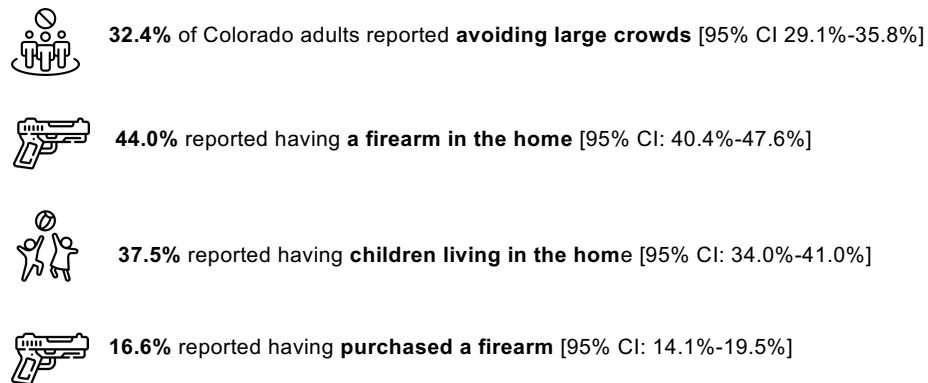 32.4% of Colorado adults reported avoiding large crowds [95% CI 29.1%-35.8%]
44.0% reported having a firearm in the home [95% CI: 40.4%-47.6%]
37.5% reported having children living in the home [95% CI: 34.0%-41.0%]
16.6% reported having purchased a firearm [95% CI: 14.1%-19.5%]